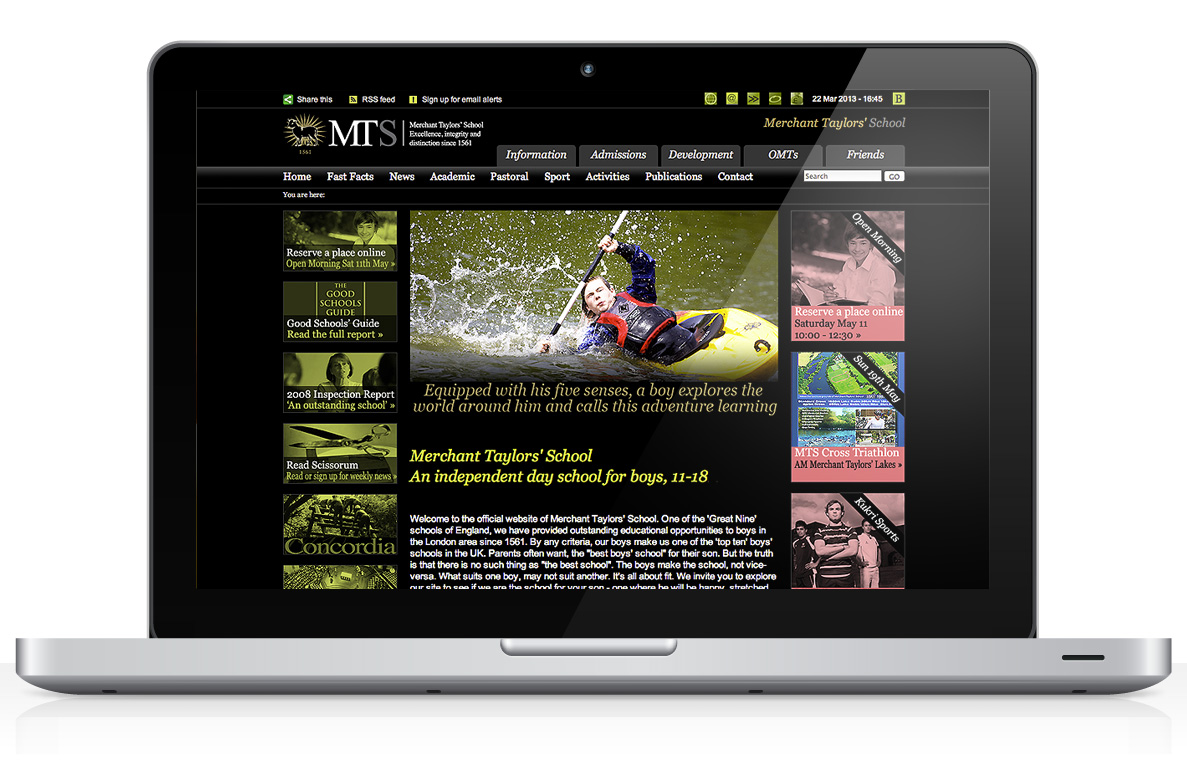 Share this
RSS feed
Sign up for email alerts
22 Mar 2013 - 16:45
B
1561
MTS
Merchant Taylors' School
Excellence, integrity and
distinction since 1561
Merchant Taylors' School
Information
Admissions
Development
OMTs
Friends
Home
Fast Facts
News
Academic
Pastoral
Sport
Activities
Publications
Contact
Search
GO
You are here:
Reserve a place online
Open Morning Sat 11th May »
THE
GOOD
SCHOOLS
GUIDE
Good Schools' Guide
Read the full report »
2008 Inspection Report
'An outstanding school' »
Read Scissorum
Read or sign up for weekly news »
Concordia
Equipped with his five senses, a boy explores the
world around him and calls this adventure learning
Merchant Taylors' School
An independent day school for boys, 11-18
Welcome to the official website of Merchant Taylors' School. One of the 'Great Nine'
schools of England, we have provided outstanding educational opportunities to boys in
the London area since 1561. By any criteria, our boys make us one of the 'top ten' boys'
schools in the UK. Parents often want, the "best boys' school" for their son. But the truth
is that there is no such thing as "the best school". The boys make the school, not vice-
versa. What suits one boy, may not suit another. It's all about fit. We invite you to explore
our site to see if we are the school for your son - one where he will be happy, stretched
Open Morning
Reserve a place online
Saturday May 11
10:00 - 12:30 »
Sun 19th May
MTS Cross Triathlon
AM Merchant Taylors' Lakes »
Kukri Sports